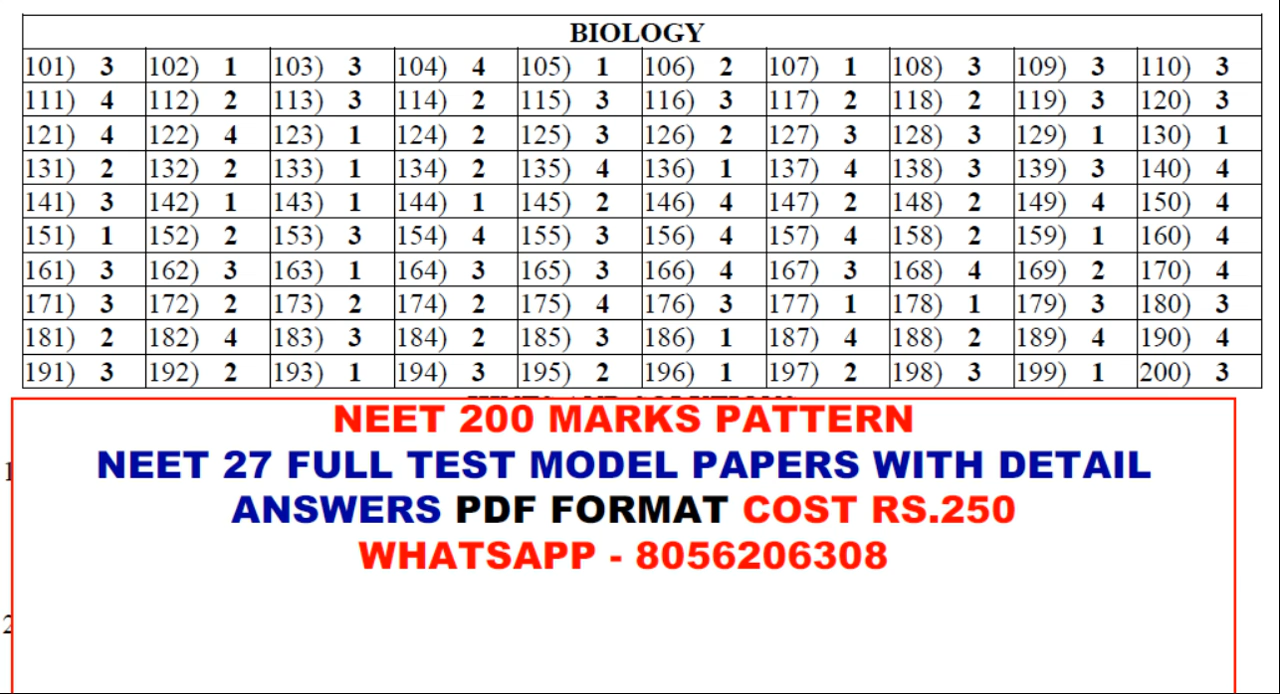 BIOLOGY
101) 3 102) 1 103) 3 104) 4 105) 1 106) 2 107) 1 108) 3 109) 3 110) 3
111) 4 112) 2 113) 3 114) 2 115) 3 116) 3 117) 2 118) 2 119) 3 120) 3
121) 4 122) 4 123) 1 124) 2 125) 3 126) 2 127) 3 128) 3 129) 1 130) 1
131) 2 132) 2 133) 1 134) 2 135) 4 136) 1 137) 4 138) 3 139) 3 140) 4
141) 3 142) 1 143) 1 144) 1 145) 2 146) 4 147) 2 148) 2 149) 4 150) 4
151) 1 152) 2 153) 3 154) 4 155) 3 156) 4 157) 4 158) 2 159) 1 160) 4
161) 3 162) 3 163) 1 164) 3 165) 3 166) 4 167) 3 168) 4 169) 2 170) 4
171) 3 172) 2 173) 2 174) 2 175) 4 176) 3 177) 1 178) 1 179) 3 180) 3
181) 2 182) 4 183) 3 184) 2 185) 3 186) 1 187) 4 188) 2 189) 4 190) 4
191) 3 192) 2 193) 1 194) 3 195) 2 196) 1 197) 2 198) 3 199) 1 200) 3
NEET 200 MARKS PATTERN
NEET 27 FULL TEST MODEL PAPERS WITH DETAIL
ANSWERS PDF FORMAT COST RS.250
WHATSAPP - 8056206308